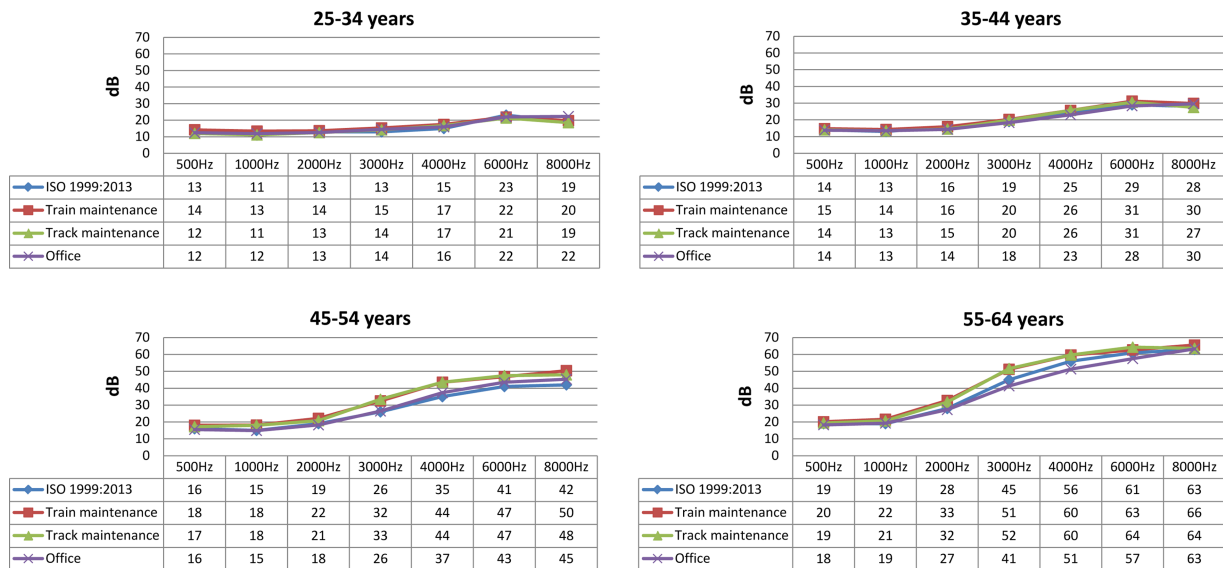 25-34 years
dB
70
60
50
40
30
20
10
0
500Hz 1000Hz 2000Hz 3000Hz 4000Hz 6000Hz 8000Hz
ISO 1999:2013 13 11 13 13 15 23 19
Train maintenance 14 13 14 15 17 22 20
Track maintenance 12 11 13 14 17 21 19
Office 12 12 13 14 16 22 22
35-44 years
dB
70
60
50
40
30
20
10
0
500Hz 1000Hz 2000Hz 3000Hz 4000Hz 6000Hz 8000Hz
ISO 1999:2013 14 13 16 19 25 29 28
Train maintenance 15 14 16 20 26 31 30
Track maintenance 14 13 15 20 26 31 27
Office 14 13 14 18 23 28 30
45-54 years
dB
70
60
50
40
30
20
10
0
500Hz 1000Hz 2000Hz 3000Hz 4000Hz 6000Hz 8000Hz
ISO 1999:2013 16 15 19 26 35 41 42
Train maintenance 18 18 22 32 44 47 50
Track maintenance 17 18 21 33 44 47 48
Office 16 15 18 26 37 43 45
55-64 years
dB
70
60
50
40
30
20
10
0
500Hz 1000Hz 2000Hz 3000Hz 4000Hz 6000Hz 8000Hz
ISO 1999:2013 19 19 28 45 56 61 63
Train maintenance 20 22 33 51 60 63 66
Track maintenance 19 21 32 52 60 64 64
Office 18 19 27 41 51 57 63